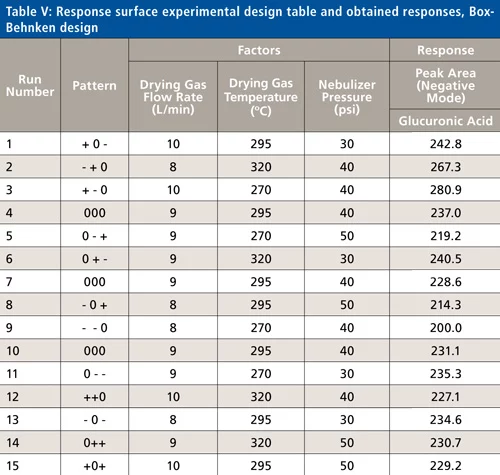 Table V: Response surface experimental design table and obtained responses, Box-
Behnken design
Run Number Pattern Factors Response
Drying Gas Flow Rate (L/min) Drying Gas Temperature (ºC) Nebulizer Pressure (psi) Peak Area (Negative Mode)
Glucuronic Acid
1 + 0 - 10 295 30 242.8
2 - + 0 8 320 40 267.3
3 + - 0 10 270 40 280.9
4 000 9 295 40 237.0
5 0 - + 9 270 50 219.2
6 0 + - 9 320 30 240.5
7 000 9 295 40 228.6
8 - 0 + 8 295 50 214.3
9 - - 0 8 270 40 200.0
10 000 9 295 40 231.1
11 0 - - 9 270 30 235.3
12 ++0 10 320 40 227.1
13 - 0 - 8 295 30 234.6
14 0++ 9 320 50 230.7
15 +0+ 10 295 50 229.2